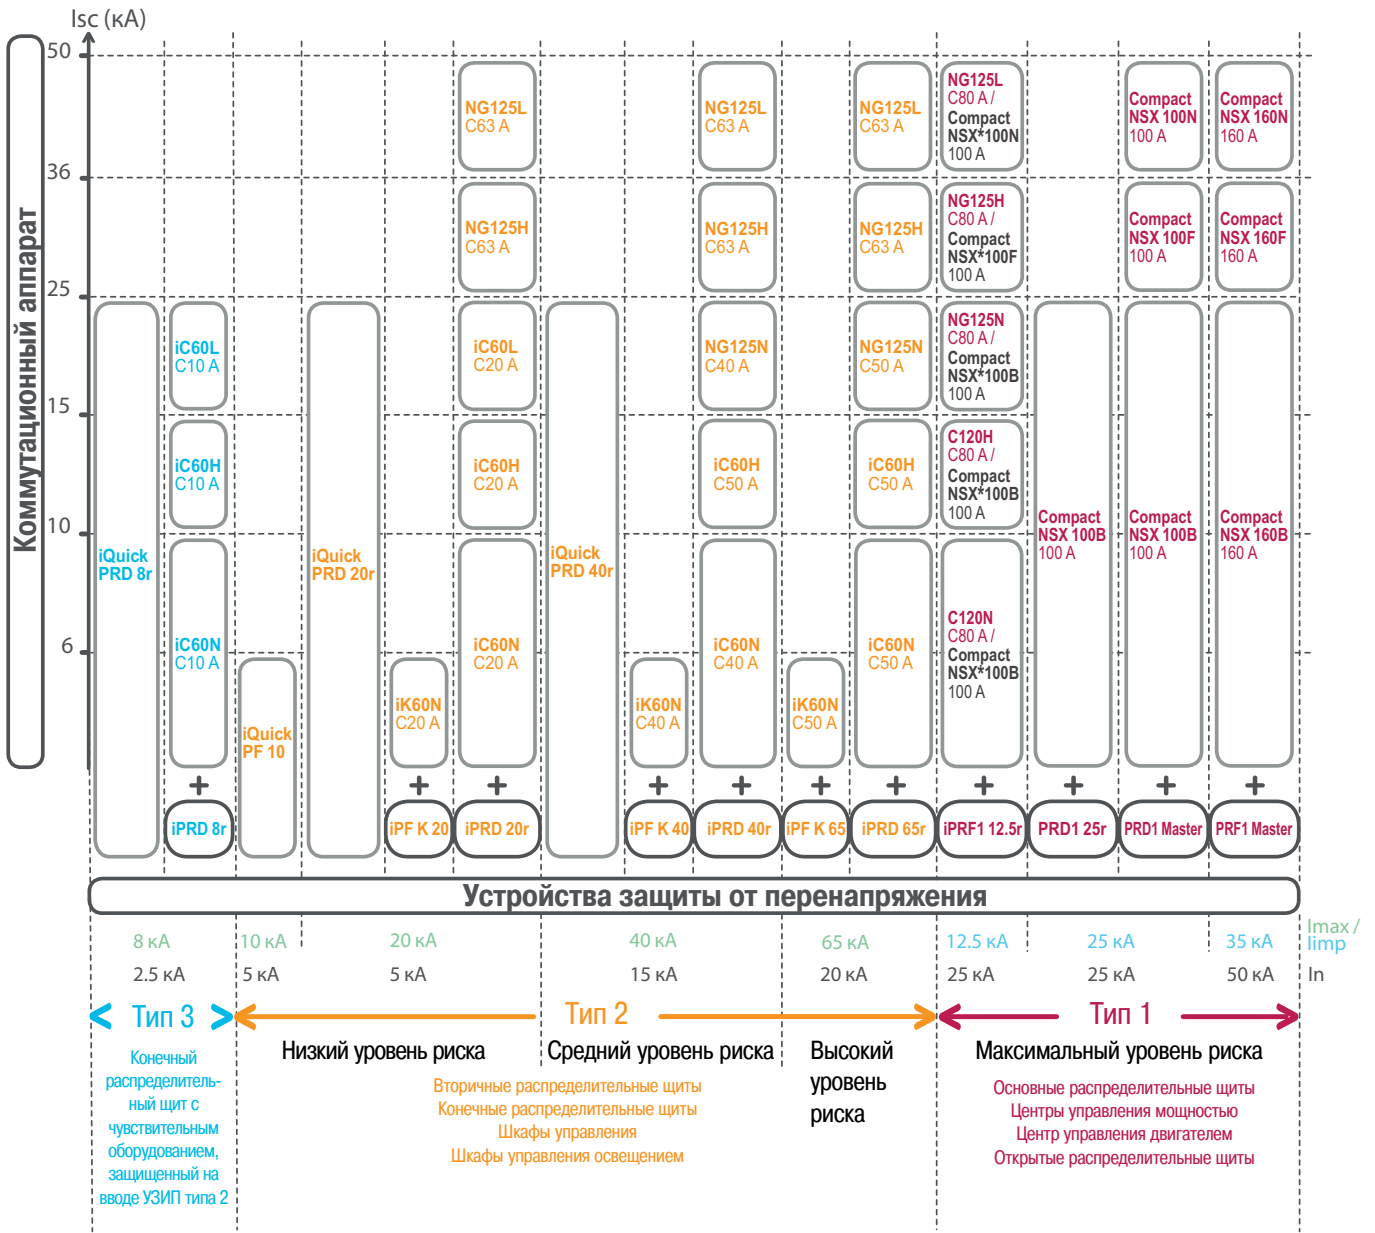 Isc (кА)
50
36
25
15
10
6
Коммутационный аппарат
iQuick
PRD 8r
iC60L
C10 A
iC60H
C10 A
iC60N
C10 A
+
iPRD 8r
iQuick
PF 10
iQuick
PRD 20r
iK60N
C20 A
+
iPF K 20
NG125L
C63 A
NG125H
C63 A
iC60L
C20 A
iC60H
C20 A
iC60N
C20 A
+
iPRD 20r
iQuick
PRD 40r
iK60N
C40 A
+
iPF K 40
NG125L
C63 A
NG125H
C63 A
NG125N
C40 A
iC60H
C50 A
iC60N
C40 A
+
iPRD 40r
iK60N
C50 A
+
iPF K 65
NG125L
C63 A
NG125H
C63 A
NG125N
C50 A
iC60H
C50 A
iC60N
C50 A
+
iPRD 65r
NG125L
C80 A /
Compact
NSX*100N
100 A
NG125H
C80 A /
Compact
NSX*100F
100 A
NG125N
C80 A /
Compact
NSX*100B
100 A
C120H
C80 A /
Compact
NSX*100B
100 A
C120N
C80 A /
Compact
NSX*100B
100 A
+
iPRF1 12.5r
Compact
NSX 100B
100 A
+
PRD1 25r
Compact
NSX 100N
100 A
Compact
NSX 100F
100 A
Compact
NSX 100B
100 A
+
PRD1 Master
Compact
NSX 160N
160 A
Compact
NSX 160F
160 A
Compact
NSX 160B
160 A
+
PRF1 Master
Устройства защиты от перенапряжения
8 кА 10 кА 20 кА 40 кА 65 кА 12.5 кА 25 кА 35 кА Imax /
Iimp
2.5 кА 5 кА 5 кА 15 кА 20 кА 25 кА 25 кА 50 кА In
Тип 3 Тип 2 Тип 1
Конечный
распределитель-
ный щит с
чувствительным
оборудованием,
защищенный на
вводе УЗИП типа 2
Низкий уровень риска
Средний уровень риска
Высокий
уровень
риска
Вторичные распределительные щиты
Конечные распределительные щиты
Шкафы управления
Шкафы управления освещением
Максимальный уровень риска
Основные распределительные щиты
Центры управления мощностью
Центр управления двигателем
Открытые распределительные щиты